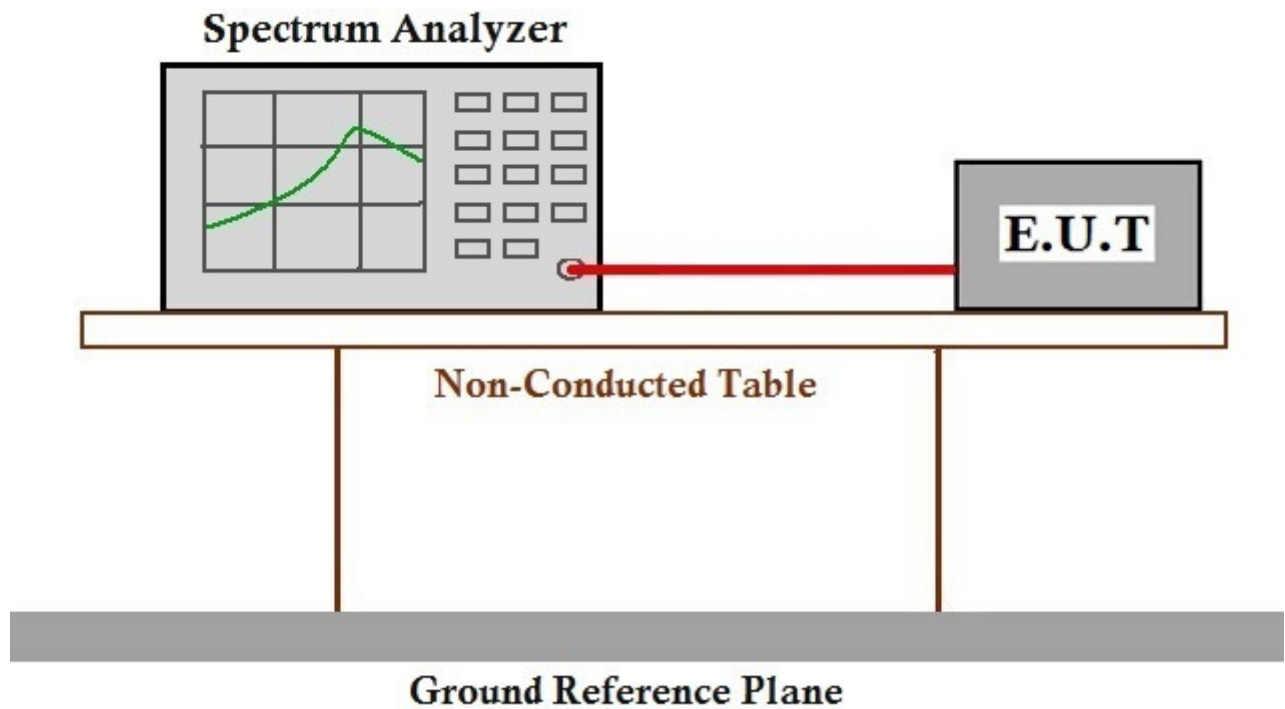 Spectrum Analyzer
E.U.T
Non-Conducted Table
Ground Reference Plane